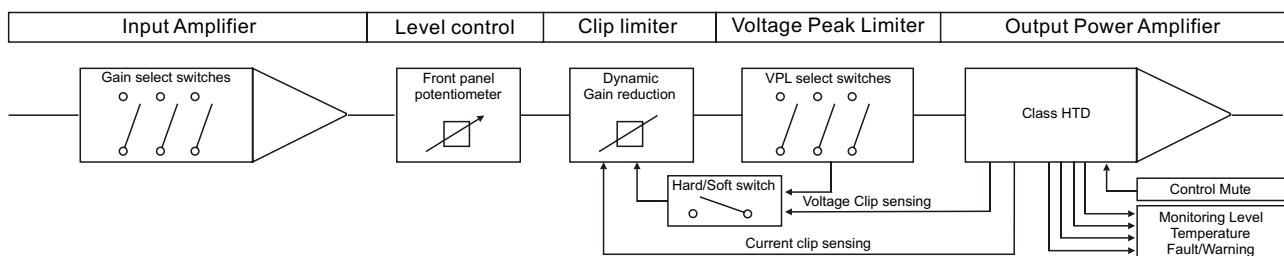 Input Amplifier
Level control
Clip limiter
Voltage Peak Limiter
Output Power Amplifier
Gain select switches
Front panel
potentiometer
Dynamic
Gain reduction
VPL select switches
Class HTD
Hard/Soft switch
Voltage Clip sensing
Current clip sensing
Control Mute
Monitoring Level
Temperature
Fault/Warning